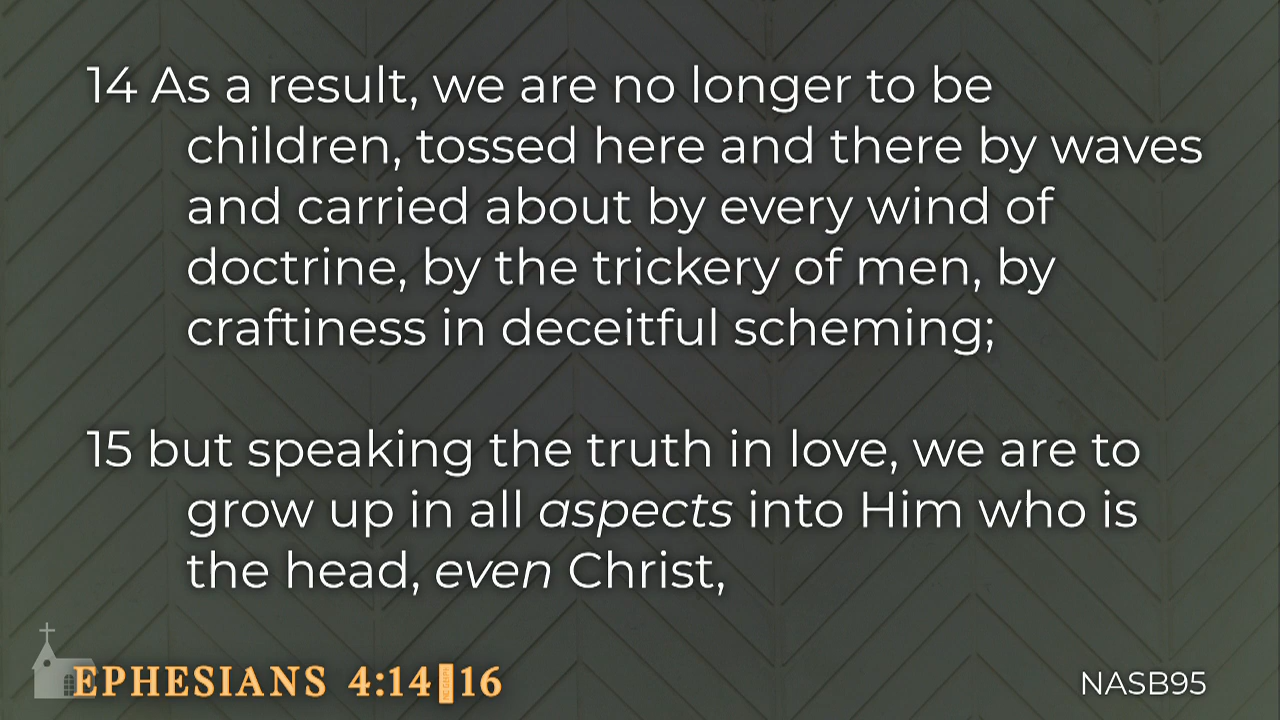 14 As a result, we are no longer to be
children, tossed here and there by waves
and carried about by every wind of
doctrine, by the trickery of men, by
craftiness in deceitful scheming;
15 but speaking the truth in love, we are to
grow up in all aspects into Him who is
the head, even Christ,
EPHESIANS 4:14 16
NASB95